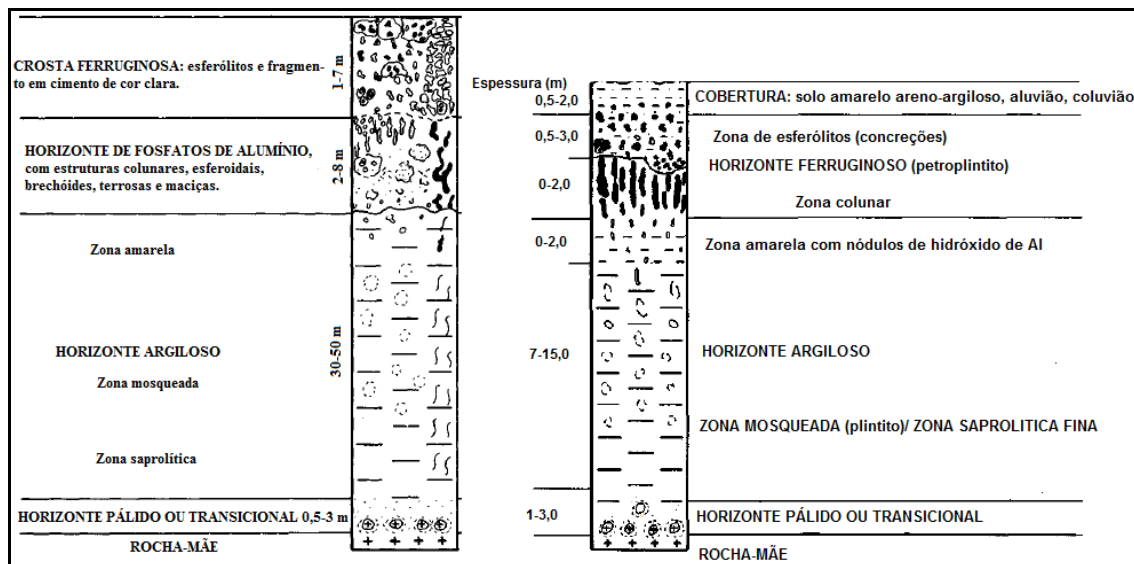 CROSTA FERRUGINOSA: esferólitos e fragmen-
to em cimento de cor clara.
1-7 m
HORIZONTE DE FOSFATOS DE ALUMÍNIO,
com estruturas colunares, esferoidais,
brechóides, terrosas e maciças.
2-8 m
Zona amarela
HORIZONTE ARGILOSO
Zona mosqueada
Zona saprolítica
30-50 m
HORIZONTE PÁLIDO OU TRANSICIONAL 0,5-3 m
ROCHA-MÃE
Espessura (m)
0,5-2,0
COBERTURA: solo amarelo areno-argiloso, aluvião, coluvião
0,5-3,0
Zona de esferólitos (concreções)
HORIZONTE FERRUGINOSO (petroplintito)
0-2,0
Zona colunar
0-2,0
Zona amarela com nódulos de hidróxido de Al
7-15,0
HORIZONTE ARGILOSO
ZONA MOSQUEADA (plintito)/ ZONA SAPROLITICA FINA
1-3,0
HORIZONTE PÁLIDO OU TRANSICIONAL
ROCHA-MÃE